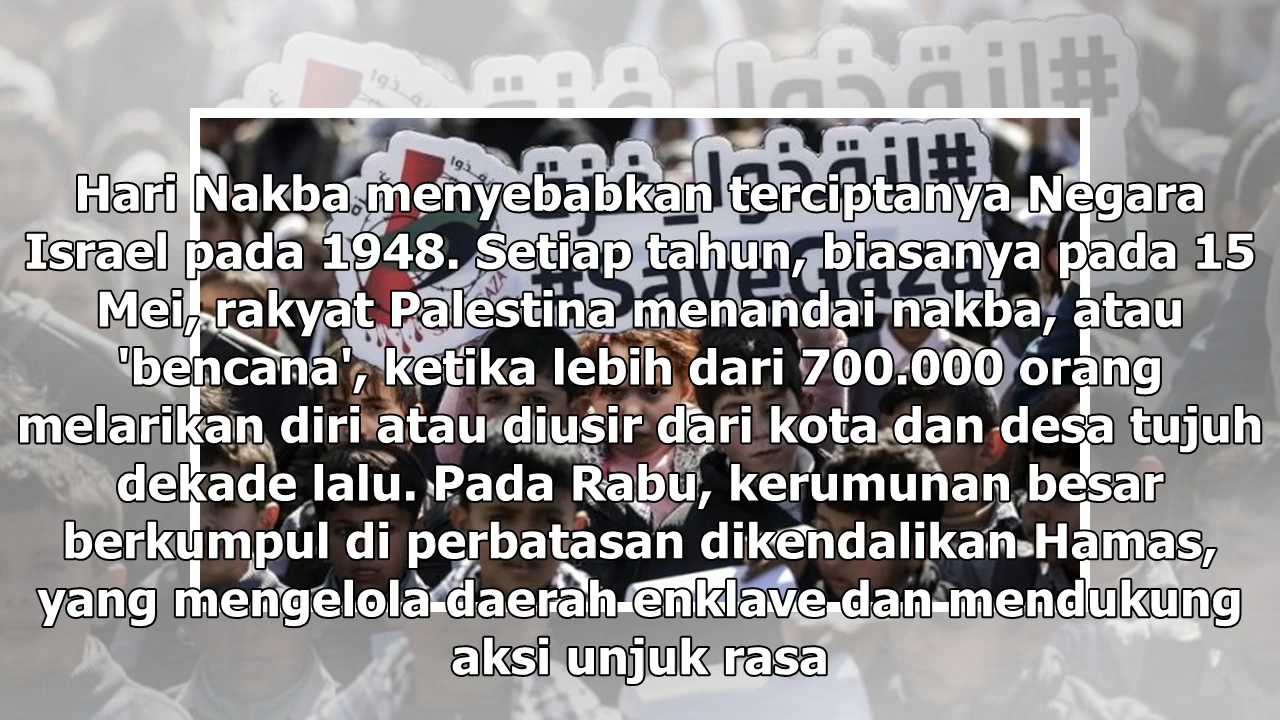 #انقذوا_غزة
Hari Nakba menyebabkan terciptanya Negara
Israel pada 1948. Setiap tahun, biasanya pada 15
#SaveGaza
Mei, rakyat Palestina menandai nakba, atau
'bencana', ketika lebih dari 700.000 orang
melarikan diri atau diusir dari kota dan desa tujuh
dekade lalu. Pada Rabu, kerumunan besar
berkumpul di perbatasan dikendalikan Hamas,
yang mengelola daerah enklave dan mendukung
aksi unjuk rasa